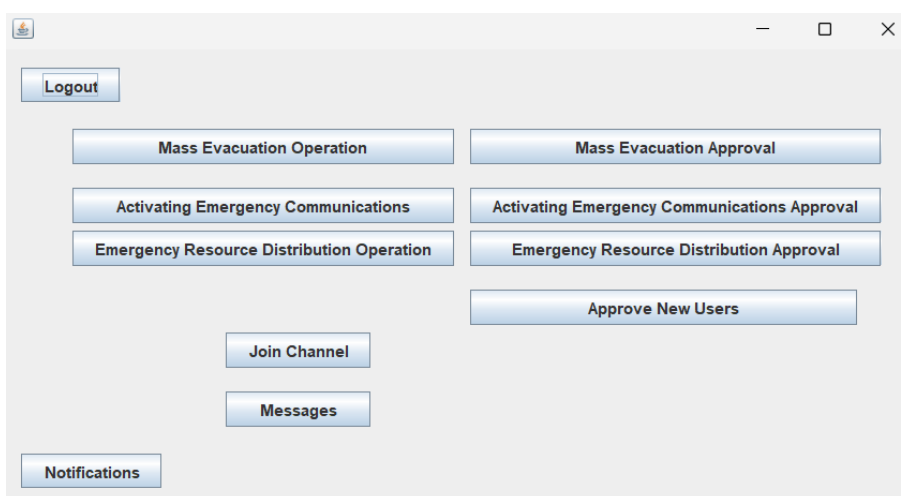 Logout
Mass Evacuation Operation
Mass Evacuation Approval
Activating Emergency Communications
Activating Emergency Communications Approval
Emergency Resource Distribution Operation
Emergency Resource Distribution Approval
Approve New Users
Join Channel
Messages
Notifications